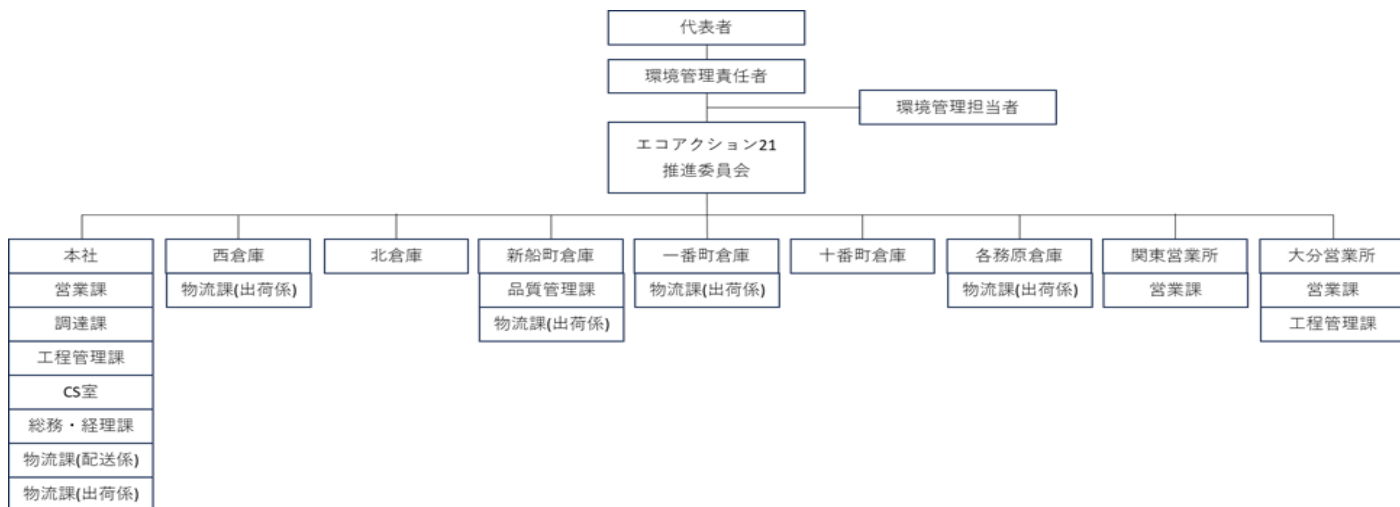 代表者
環境管理責任者
環境管理担当者
エコアクション21
推進委員会
本社
営業課
調達課
工程管理課
CS室
総務・経理課
物流課(配送係)
物流課(出荷係)
西倉庫
物流課(出荷係)
北倉庫
新船町倉庫
品質管理課
物流課(出荷係)
一番町倉庫
物流課(出荷係)
十番町倉庫
各務原倉庫
物流課(出荷係)
関東営業所
営業課
大分営業所
営業課
工程管理課